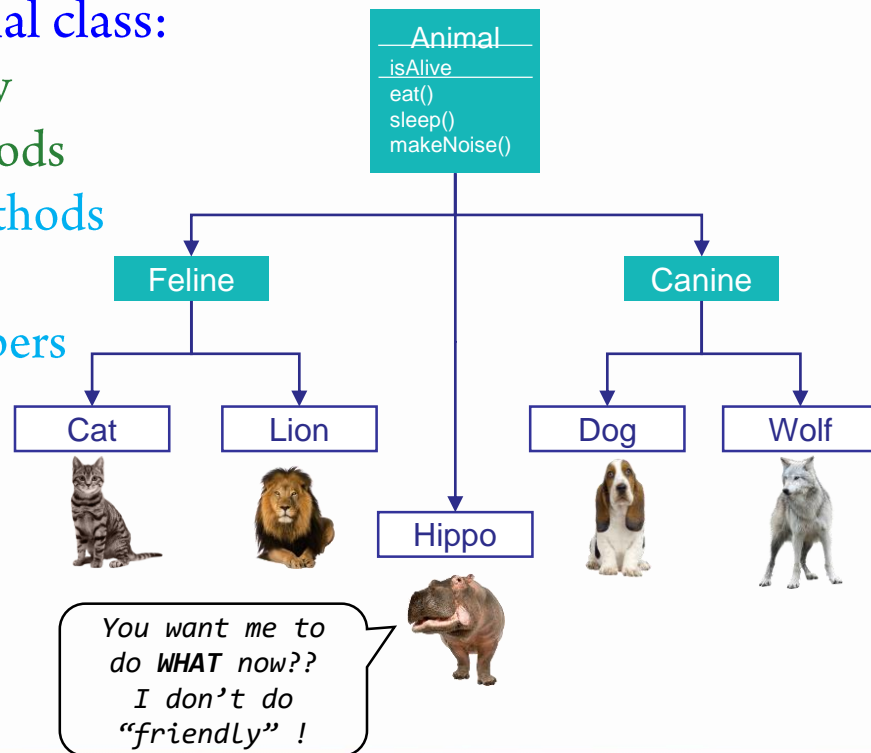 al class:
y
ods
thods
bers
Animal
isAlive
eat()
sleep()
makeNoise()
Feline
Canine
Cat
Lion
Dog
Wolf
Hippo
You want me to
do WHAT now??
I don’t do
“friendly” !